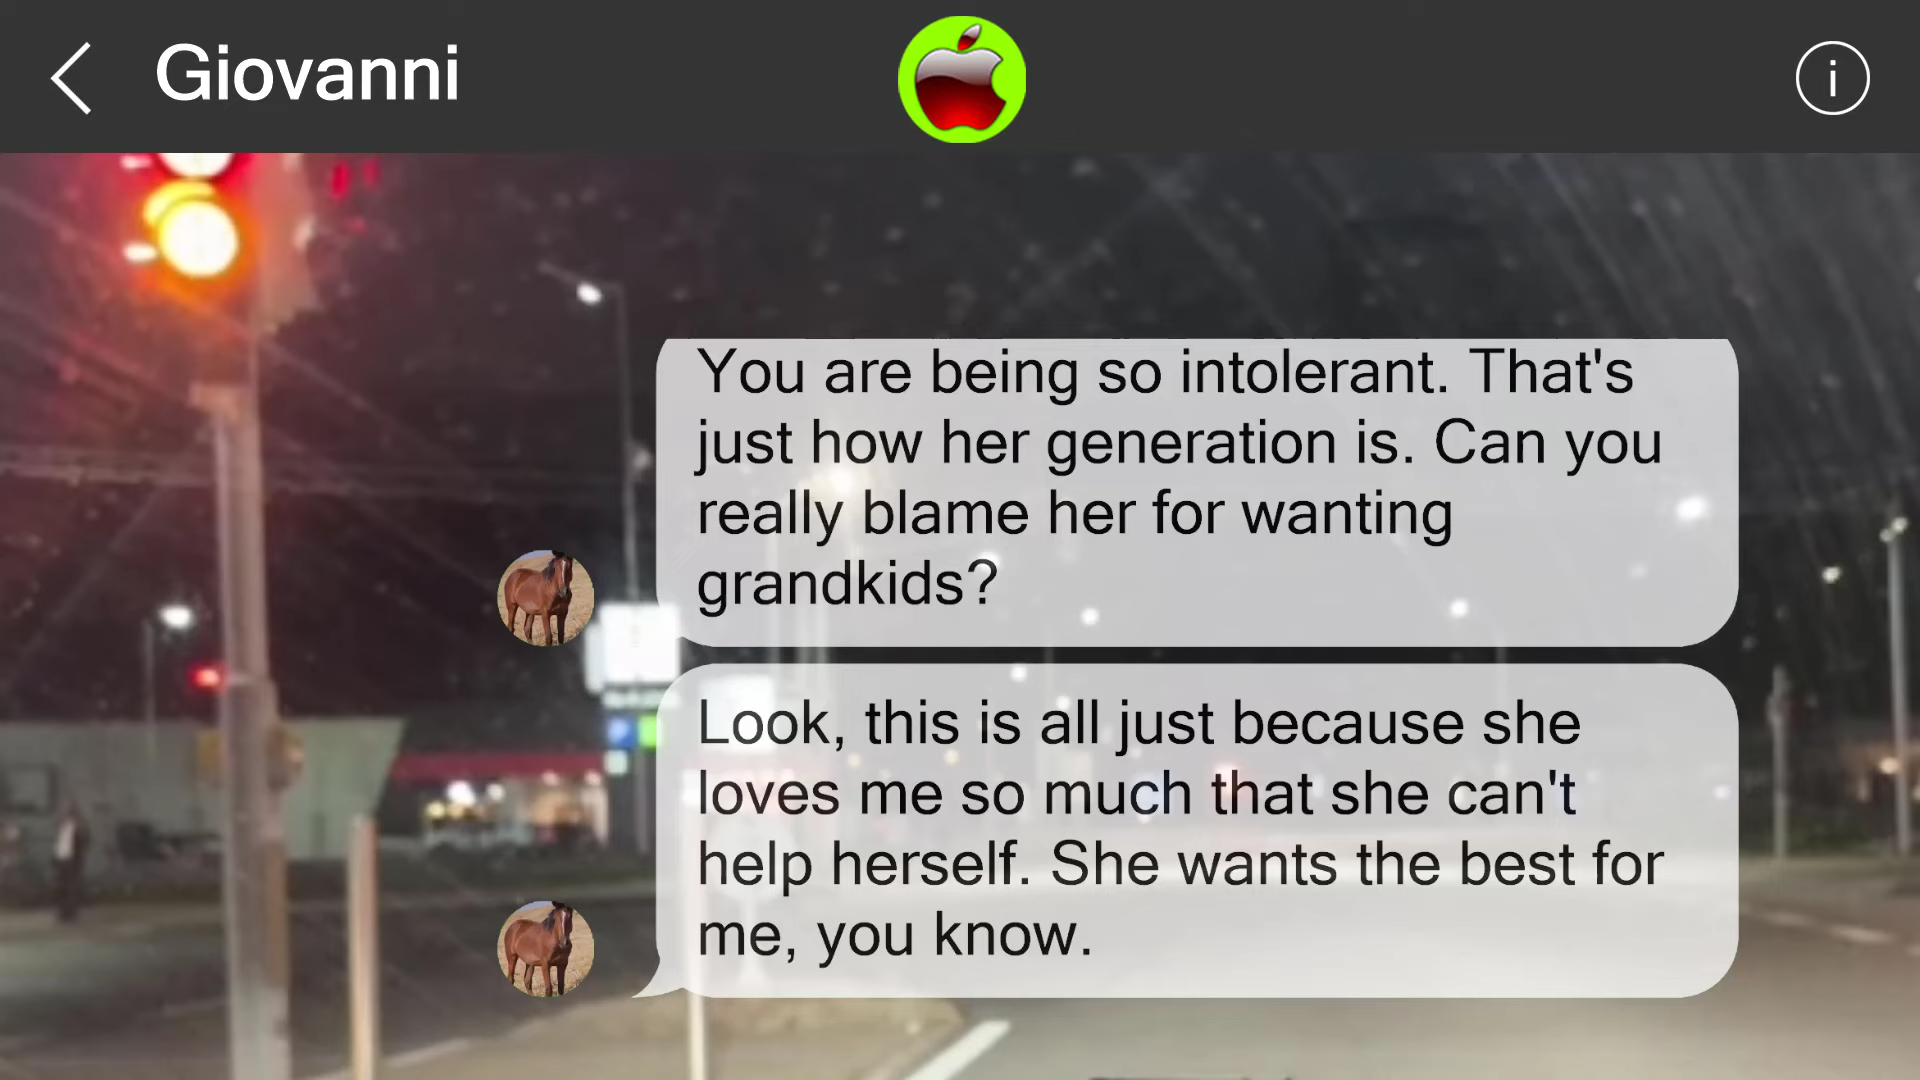 Giovanni
i
You are being so intolerant. That's
just how her generation is. Can you
really blame her for wanting
grandkids?
Look, this is all just because she
loves me so much that she can't
help herself. She wants the best for
me, you know.